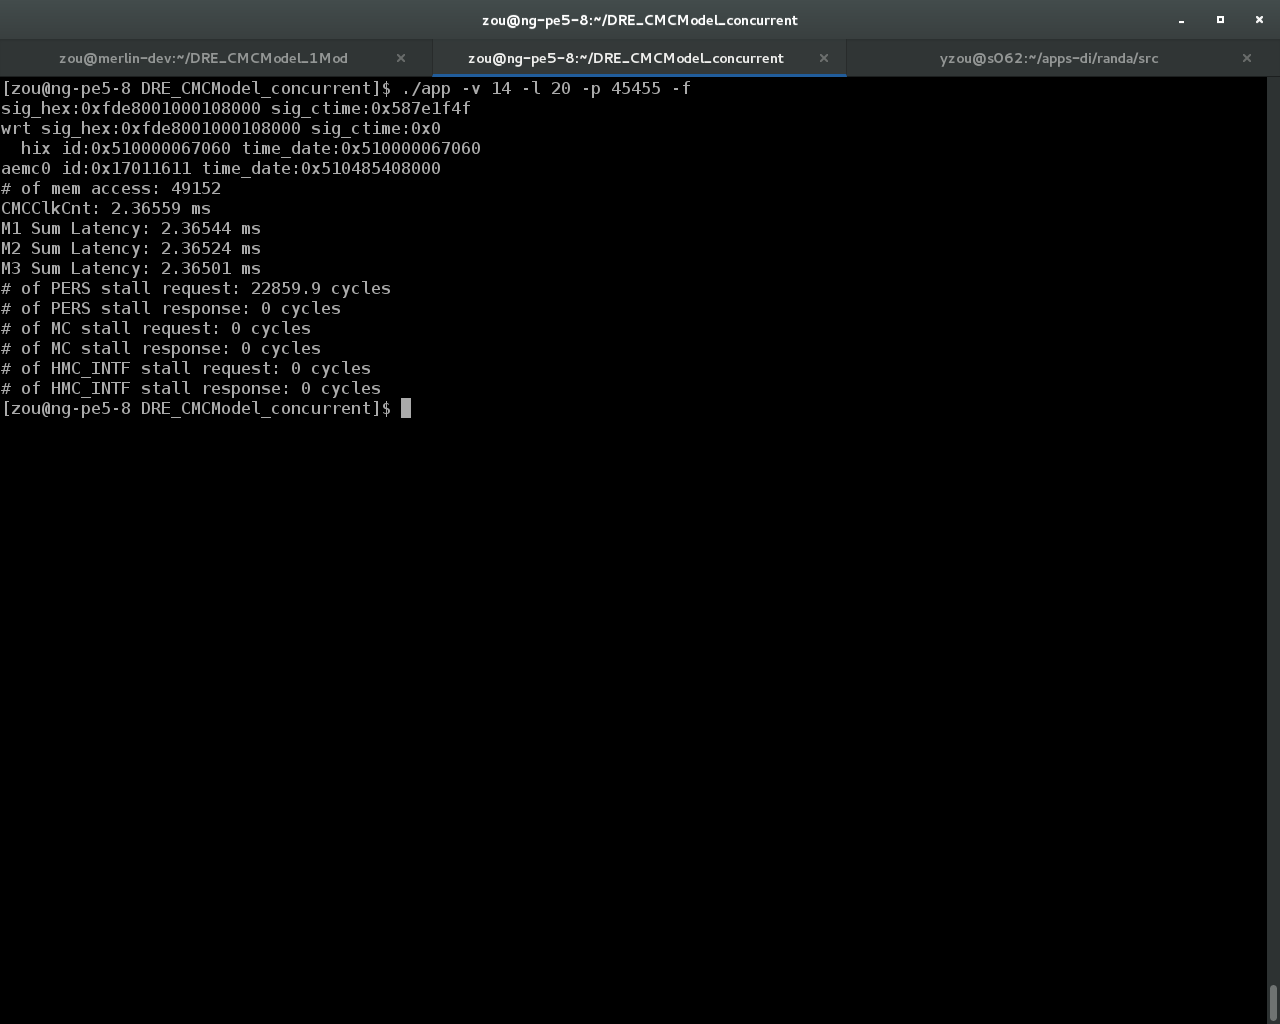 zou@ng-pe5-8:~/DRE_CMCModel_concurrent
zou@merlin-dev:~/DRE_CMCModel_1Mod
zou@ng-pe5-8:~/DRE_CMCModel_concurrent
yzou@s062:~/apps-di/randa/src
[zou@ng-pe5-8 DRE_CMCModel_concurrent]$ ./app -v 14 -l 20 -p 45455 -f
sig_hex:0xfde8001000108000 sig_ctime:0x587e1f4f
wrt sig_hex:0xfde8001000108000 sig_ctime:0x0
  hix id:0x510000067060 time_date:0x510000067060
aemc0 id:0x17011611 time_date:0x510485408000
# of mem access: 49152
CMCClkCnt: 2.36559 ms
M1 Sum Latency: 2.36544 ms
M2 Sum Latency: 2.36524 ms
M3 Sum Latency: 2.36501 ms
# of PERS stall request: 22859.9 cycles
# of PERS stall response: 0 cycles
# of MC stall request: 0 cycles
# of MC stall response: 0 cycles
# of HMC_INTF stall request: 0 cycles
# of HMC_INTF stall response: 0 cycles
[zou@ng-pe5-8 DRE_CMCModel_concurrent]$